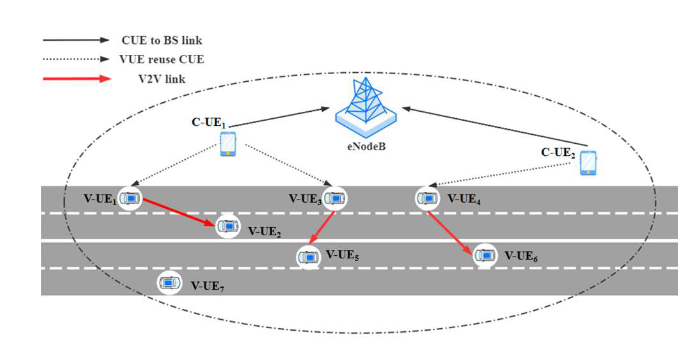 CUE to BS link
VUE reuse CUE
V2V link
C-UE1
eNodeB
C-UE2
V-UE1
V-UE3
V-UE4
V-UE2
V-UE5
V-UE6
V-UE7